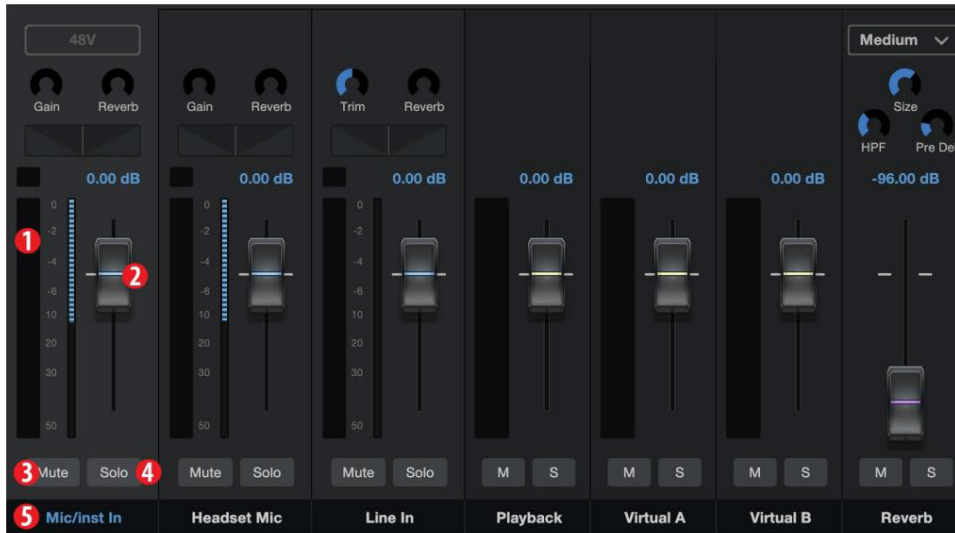 48V
Medium
Gain Reverb
Gain Reverb
Trim Reverb
Size
HPF Pre De
0.00 dB
0.00 dB
0.00 dB
0.00 dB
0.00 dB
0.00 dB
-96.00 dB
0
-2
-4
-6
10
20
30
50
0
-2
-4
-6
10
20
30
50
0
-2
-4
-6
10
20
30
50
1
2
3 Mute Solo 4
Mute Solo
Mute Solo
M S
M S
M S
M S
5 Mic/inst In
Headset Mic
Line In
Playback
Virtual A
Virtual B
Reverb